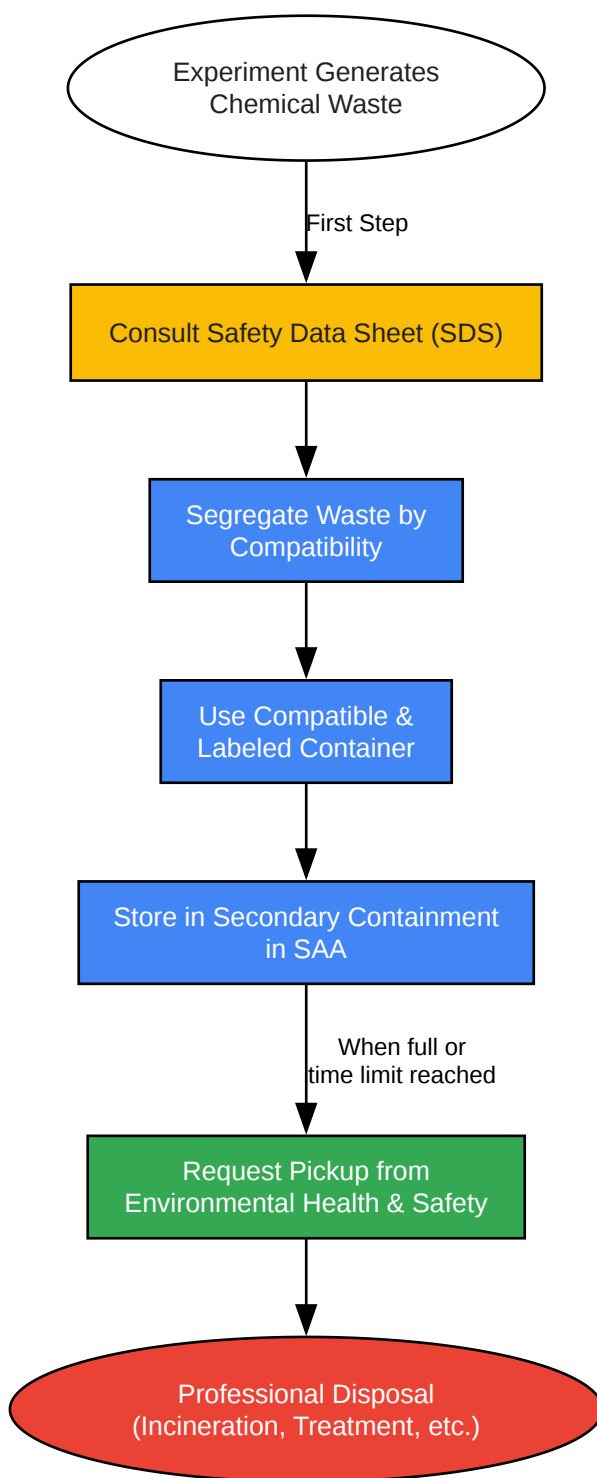 Experiment Generates
Chemical Waste
First Step
Consult Safety Data Sheet (SDS)
Segregate Waste by
Compatibility
Use Compatible &
Labeled Container
Store in Secondary Containment
in SAA
When full or
time limit reached
Request Pickup from
Environmental Health & Safety
Professional Disposal
(Incineration, Treatment, etc.)